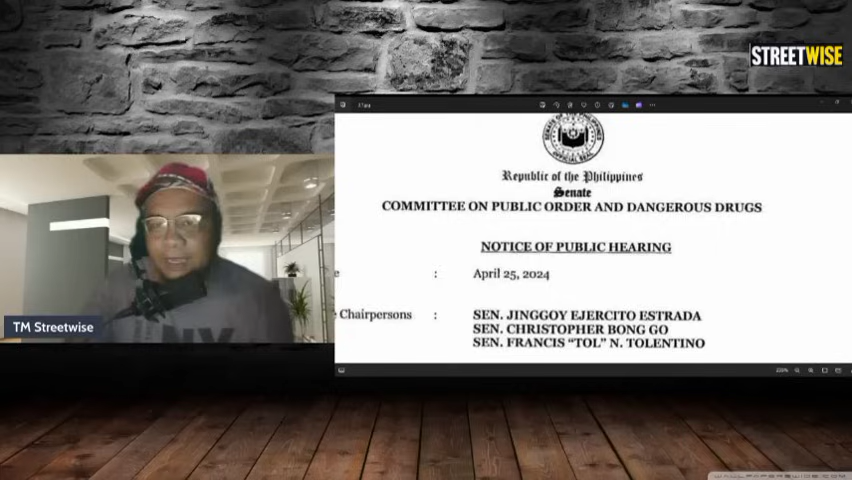 STREETWISE
Republic of the Philippines
Senate
COMMITTEE ON PUBLIC ORDER AND DANGEROUS DRUGS
NOTICE OF PUBLIC HEARING
e : April 25, 2024
Chairpersons : SEN. JINGGOY EJERCITO ESTRADA
SEN. CHRISTOPHER BONG GO
SEN. FRANCIS “TOL” N. TOLENTINO
TM Streetwise
NY